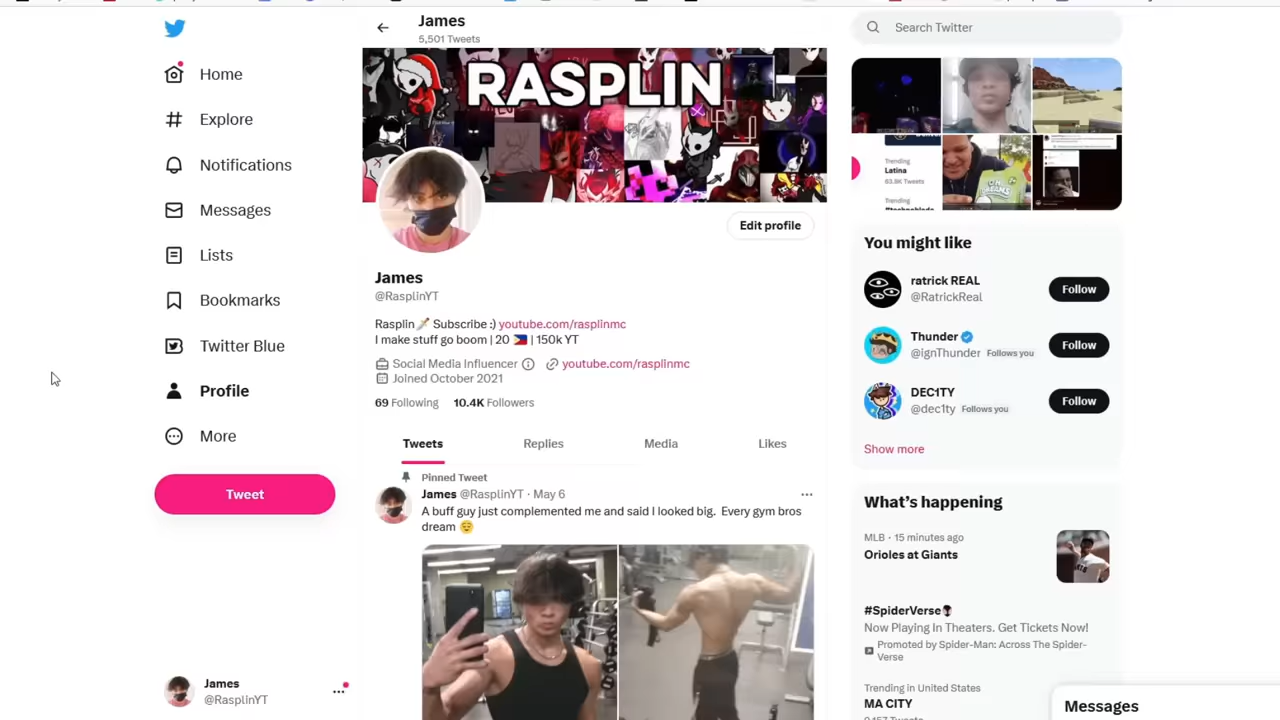 James
5,501 Tweets
Search Twitter
RASPLIN
Home
Explore
Notifications
Messages
Lists
Bookmarks
Twitter Blue
Profile
More
Tweet
James
@RasplinYT
Edit profile
James
@RasplinYT
Rasplin🗡️ Subscribe :) youtube.com/rasplinmc
I make stuff go boom | 20 🇵🇭 | 150k YT
Social Media Influencer youtube.com/rasplinmc
Joined October 2021
69 Following 10.4K Followers
Tweets Replies Media Likes
Pinned Tweet
James @RasplinYT · May 6
A buff guy just complemented me and said I looked big. Every gym bros
dream 😌
Trending
Latina
63.8K Tweets
You might like
ratrick REAL
@RatrickReal
Follow
Thunder
@ignThunder Follows you
Follow
DEC1TY
@dec1ty Follows you
Follow
Show more
What's happening
MLB · 15 minutes ago
Orioles at Giants
#SpiderVerse
Now Playing In Theaters. Get Tickets Now!
Promoted by Spider-Man: Across The Spider-
Verse
Trending in United States
MA CITY
Messages